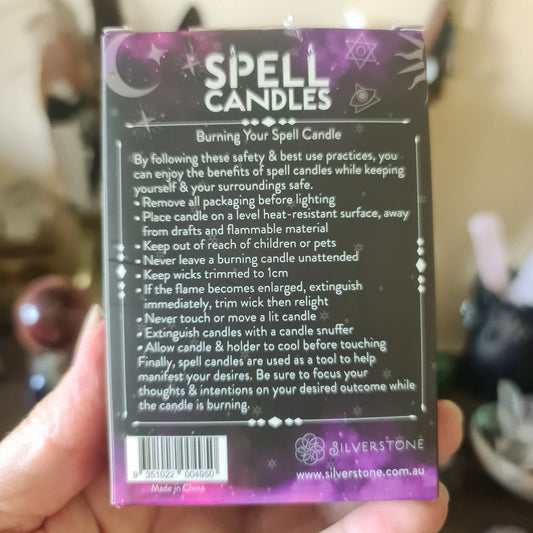 SPELL
CANDLES
Burning Your Spell Candle
By following these safety & best use practices, you
can enjoy the benefits of spell candles while keeping
yourself & your surroundings safe.
• Remove all packaging before lighting
• Place candle on a level heat-resistant surface, away
from drafts and flammable material
• Keep out of reach of children or pets
• Never leave a burning candle unattended
• Keep wicks trimmed to 1cm
• If the flame becomes enlarged, extinguish
immediately, trim wick then relight
• Never touch or move a lit candle
• Extinguish candles with a candle snuffer
• Allow candle & holder to cool before touching
Finally, spell candles are used as a tool to help
manifest your desires. Be sure to focus your
thoughts & intentions on your desired outcome while
the candle is burning.
SILVERSTONE
www.silverstone.com.au
9 351022 004950
Made in China